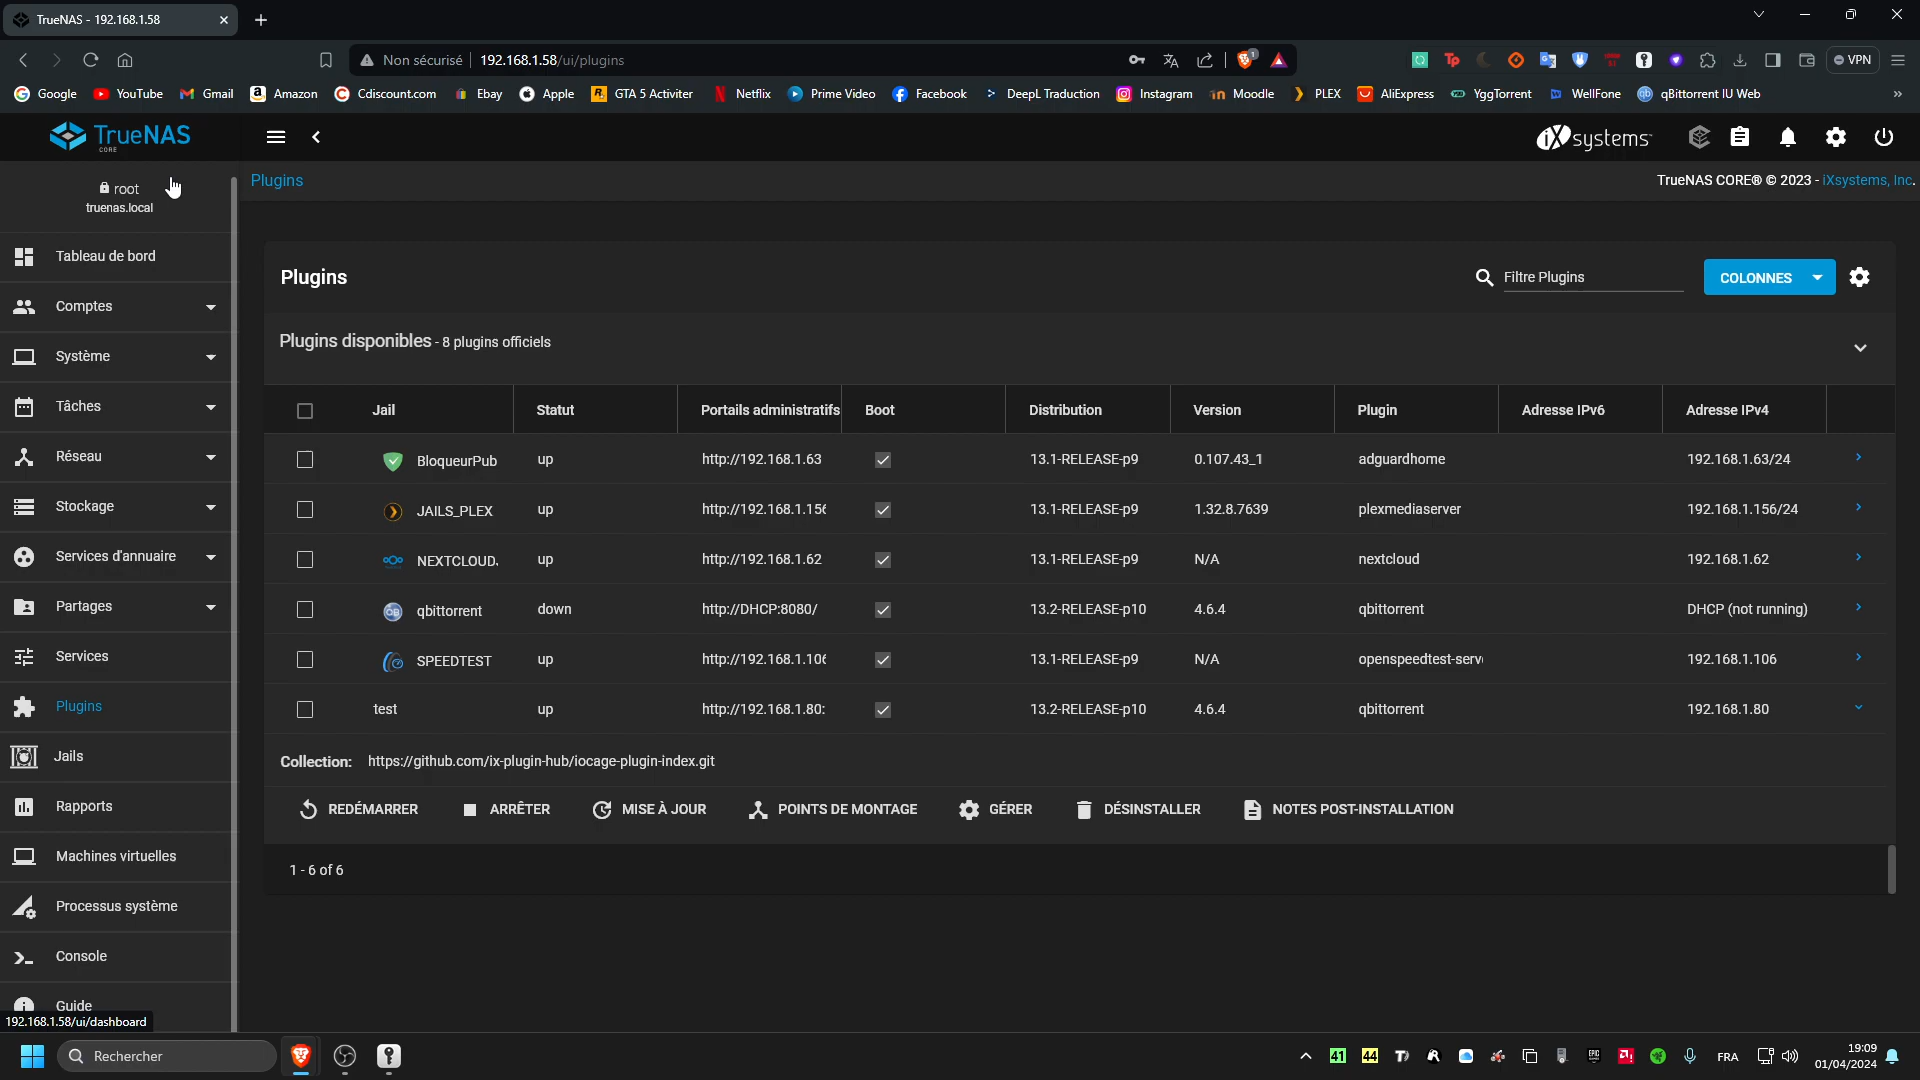 TrueNAS - 192.168.1.58
Non sécurisé
192.168.1.58/ui/plugins
1
VPN
Google
YouTube
Gmail
Amazon
Cdiscount.com
Ebay
Apple
GTA 5 Activiter
Netflix
Prime Video
Facebook
DeepL Traduction
Instagram
Moodle
PLEX
AliExpress
YggTorrent
WellFone
qBittorrent IU Web
TrueNAS
CORE
iXsystems
root
truenas.local
Plugins
TrueNAS CORE® © 2023 - iXsystems, Inc.
Tableau de bord
Comptes
Système
Tâches
Réseau
Stockage
Services d'annuaire
Partages
Services
Plugins
Jails
Rapports
Machines virtuelles
Processus système
Console
Guide
192.168.1.58/ui/dashboard
Plugins
Filtre Plugins
COLONNES
Plugins disponibles - 8 plugins officiels
Jail Statut Portails administratifs Boot Distribution Version Plugin Adresse IPv6 Adresse IPv4
BloqueurPub up http://192.168.1.63 13.1-RELEASE-p9 0.107.43_1 adguardhome 192.168.1.63/24
JAILS_PLEX up http://192.168.1.156 13.1-RELEASE-p9 1.32.8.7639 plexmediaserver 192.168.1.156/24
NEXTCLOUD. up http://192.168.1.62 13.1-RELEASE-p9 N/A nextcloud 192.168.1.62
qbittorrent down http://DHCP:8080/ 13.2-RELEASE-p10 4.6.4 qbittorrent DHCP (not running)
SPEEDTEST up http://192.168.1.106 13.1-RELEASE-p9 N/A openspeedtest-serv 192.168.1.106
test up http://192.168.1.80: 13.2-RELEASE-p10 4.6.4 qbittorrent 192.168.1.80
Collection: https://github.com/ix-plugin-hub/iocage-plugin-index.git
REDÉMARRER ARRÊTER MISE À JOUR POINTS DE MONTAGE GÉRER DÉSINSTALLER NOTES POST-INSTALLATION
1 - 6 of 6
Rechercher
41
44
FRA
19:09
01/04/2024